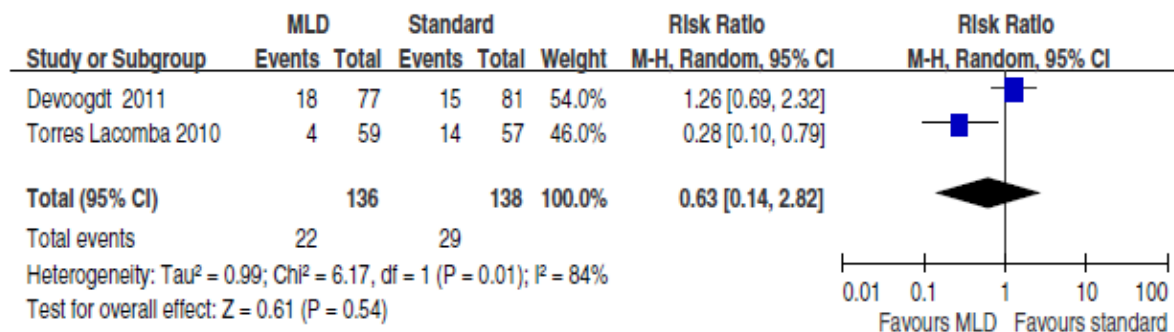 MLD Standard Risk Ratio Risk Ratio
Study or Subgroup Events Total Events Total Weight M-H, Random, 95% CI M-H, Random, 95% CI
Devoogdt 2011 18 77 15 81 54.0% 1.26 [0.69, 2.32]
Torres Lacomba 2010 4 59 14 57 46.0% 0.28 [0.10, 0.79]
Total (95% CI) 136 138 100.0% 0.63 [0.14, 2.82]
Total events 22 29
Heterogeneity: Tau² = 0.99; Chi² = 6.17, df = 1 (P = 0.01); I² = 84%
Test for overall effect: Z = 0.61 (P = 0.54)
0.01 0.1 1 10 100
Favours MLD Favours standard